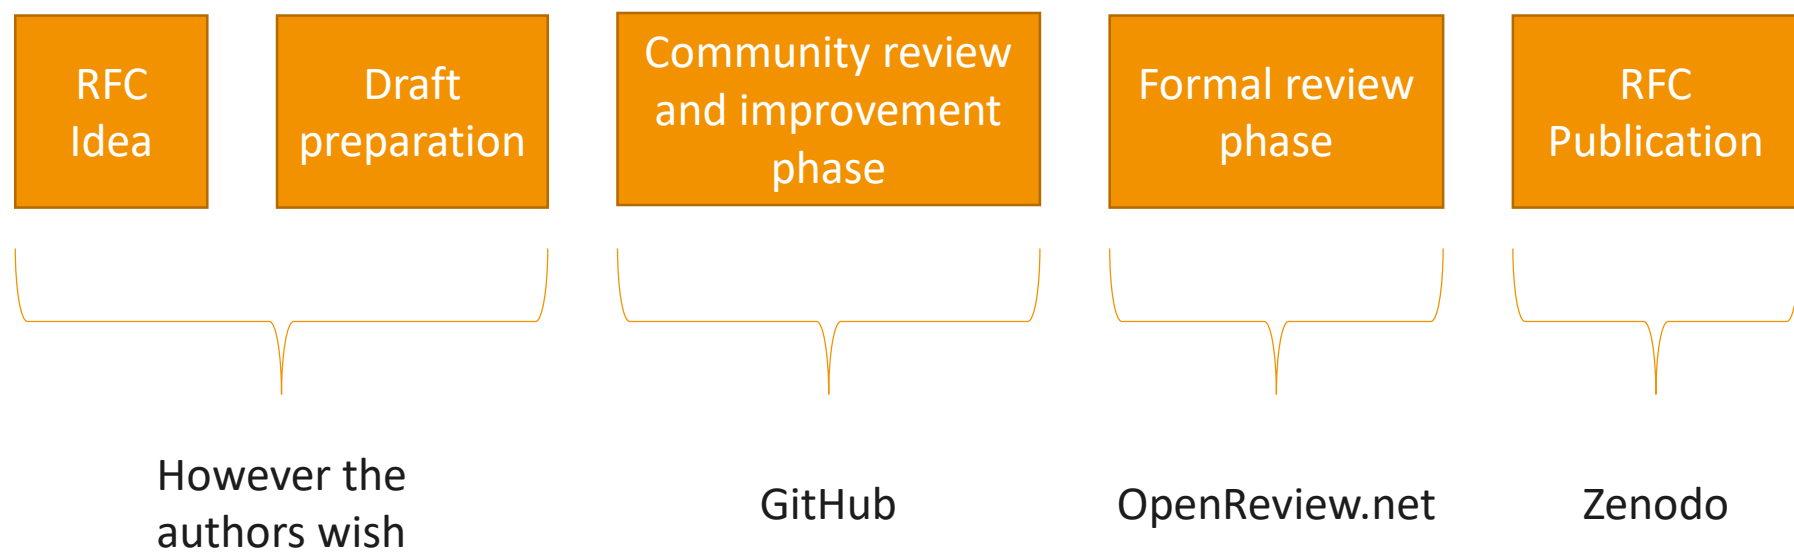 RFC
Idea
Draft
preparation
Community review
and improvement
phase
Formal review
phase
RFC
Publication
However the
authors wish
GitHub
OpenReview.net
Zenodo